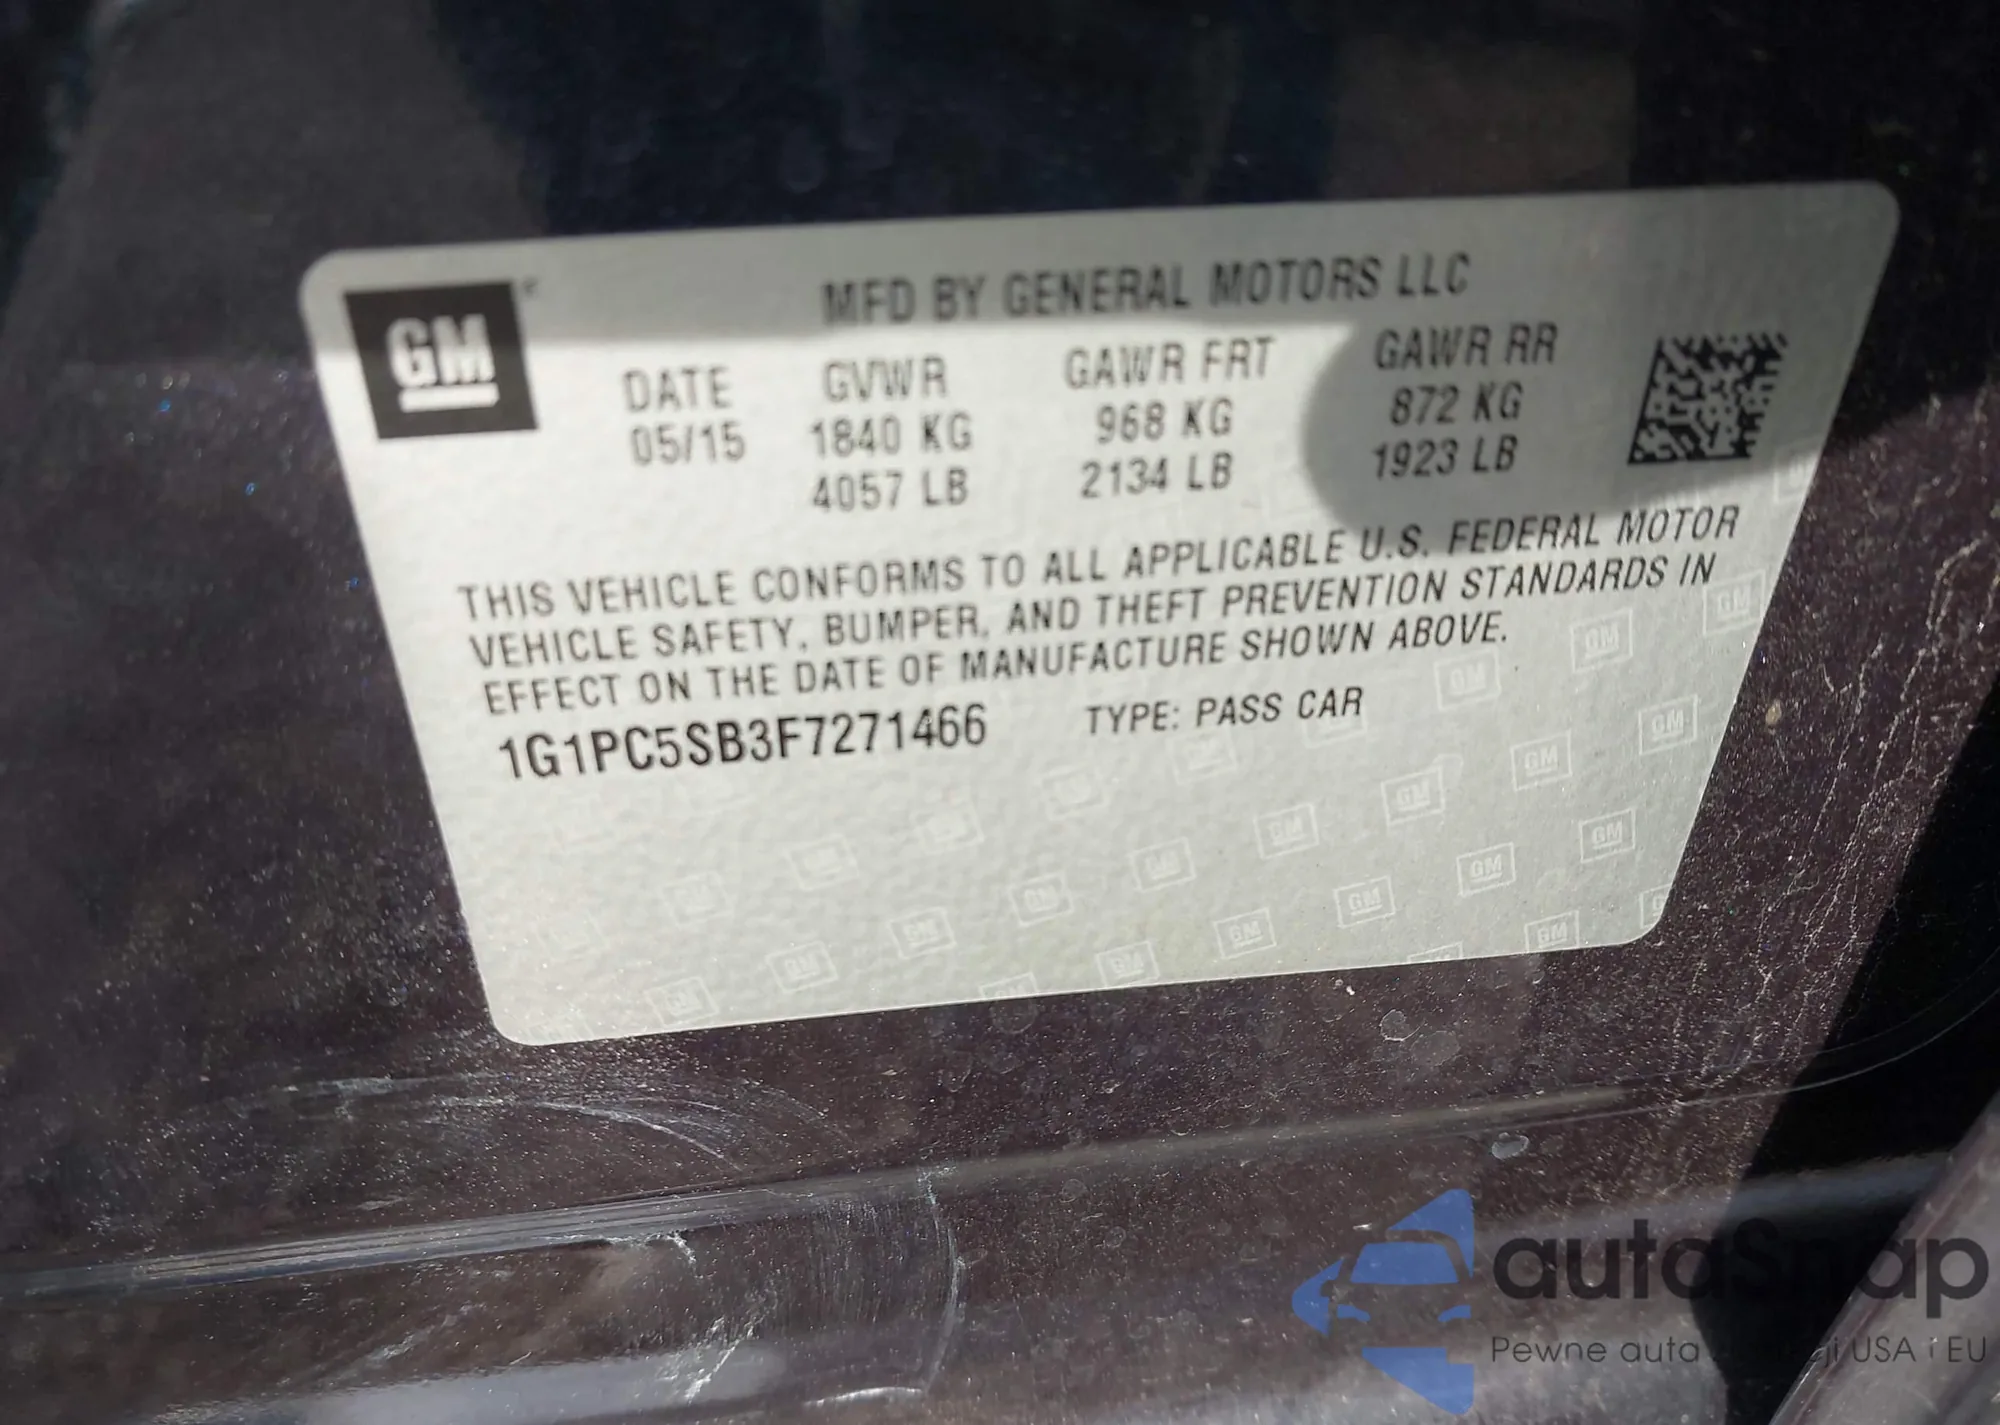 MFD BY GENERAL MOTORS LLC
GM
DATE GVWR GAWR FRT GAWR RR
05/15 1840 KG 968 KG 872 KG
4057 LB 2134 LB 1923 LB
THIS VEHICLE CONFORMS TO ALL APPLICABLE U.S. FEDERAL MOTOR
VEHICLE SAFETY, BUMPER, AND THEFT PREVENTION STANDARDS IN
EFFECT ON THE DATE OF MANUFACTURE SHOWN ABOVE.
1G1PC5SB3F7271466 TYPE: PASS CAR
autaSnap
Pewne auta USA i EU